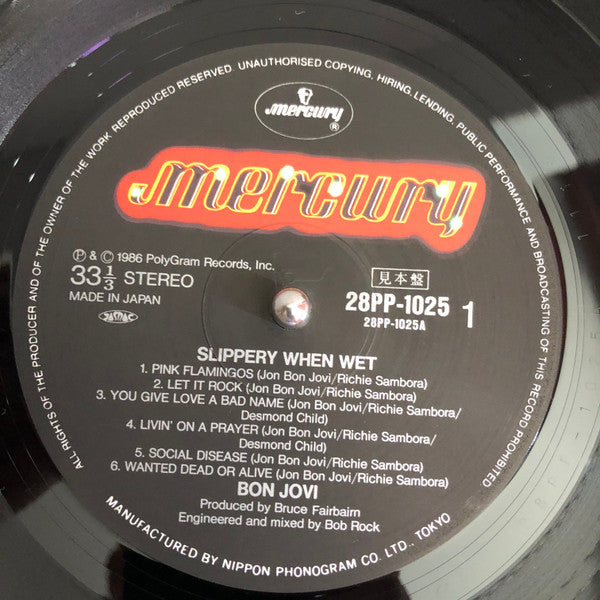 ALL RIGHTS OF THE PRODUCER AND OF THE OWNER OF THE WORK REPRODUCED RESERVED. UNAUTHORISED COPYING, HIRING, LENDING, PUBLIC PERFORMANCE AND BROADCASTING OF THIS RECORD PROHIBITED
mercury
®
mercury
Ⓟ & © 1986 PolyGram Records, Inc.
33 1/3 STEREO
MADE IN JAPAN
見本盤
28PP-1025 1
28PP-1025A
SLIPPERY WHEN WET
1. PINK FLAMINGOS (Jon Bon Jovi/Richie Sambora)
2. LET IT ROCK (Jon Bon Jovi/Richie Sambora)
3. YOU GIVE LOVE A BAD NAME (Jon Bon Jovi/Richie Sambora/
Desmond Child)
4. LIVIN' ON A PRAYER (Jon Bon Jovi/Richie Sambora/
Desmond Child)
5. SOCIAL DISEASE (Jon Bon Jovi/Richie Sambora)
6. WANTED DEAD OR ALIVE (Jon Bon Jovi/Richie Sambora)
BON JOVI
Produced by Bruce Fairbairn
Engineered and mixed by Bob Rock
MANUFACTURED BY NIPPON PHONOGRAM CO. LTD., TOKYO